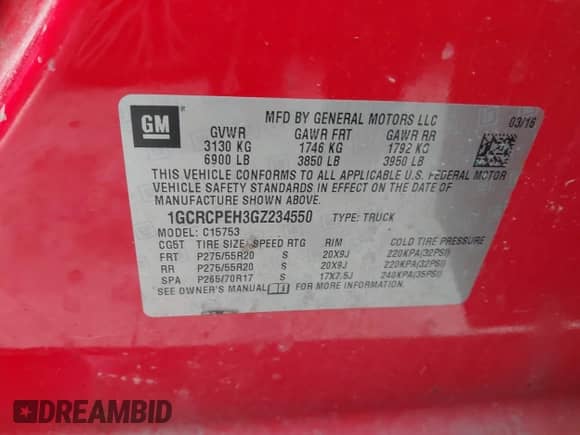 GM
MFD BY GENERAL MOTORS LLC 03/16
GVWR GAWR FRT GAWR RR
3130 KG 1746 KG 1792 KG
6900 LB 3850 LB 3950 LB
THIS VEHICLE CONFORMS TO ALL APPLICABLE U.S. FEDERAL MOTOR
VEHICLE SAFETY STANDARDS IN EFFECT ON THE DATE OF
MANUFACTURE SHOWN ABOVE.
1GCRCPEH3GZ234550 TYPE: TRUCK
MODEL: C15753
CG5T TIRE SIZE SPEED RTG RIM COLD TIRE PRESSURE
FRT P275/55R20 S 20X9J 220KPA(32PSI)
RR P275/55R20 S 20X9J 220KPA(32PSI)
SPA P265/70R17 S 17X7.5J 240KPA(35PSI)
SEE OWNER'S MANUAL FOR MORE INFORMATION.
DREAMBID